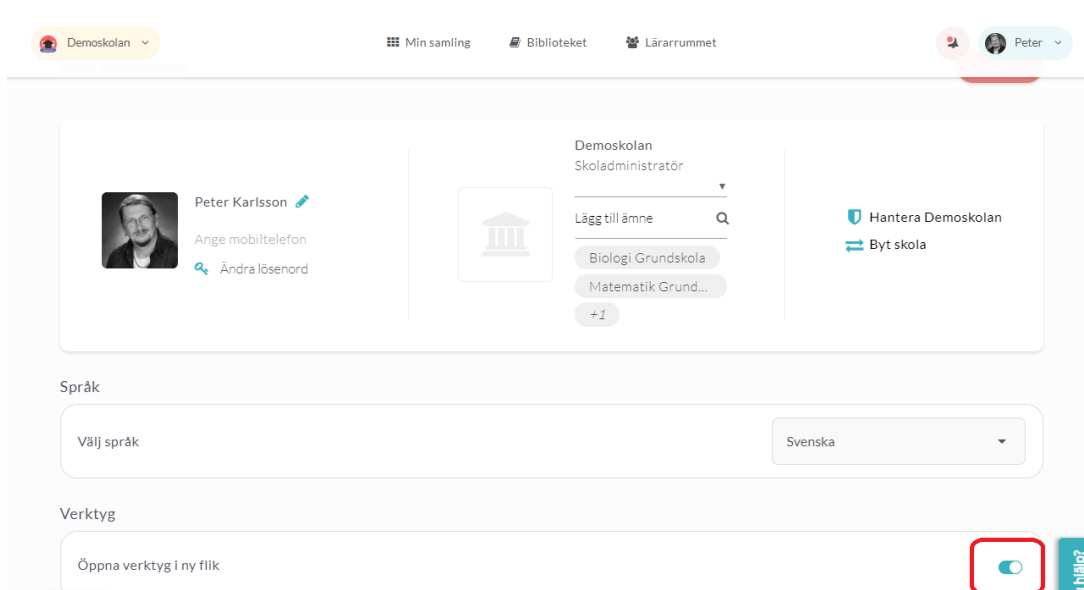 Demoskolan
Min samling
Biblioteket
Lärarrummet
Peter
Peter Karlsson
Ange mobiltelefon
Ändra lösenord
Demoskolan
Skoladministratör
Lägg till ämne
Biologi Grundskola
Matematik Grund...
+1
Hantera Demoskolan
Byt skola
Språk
Välj språk
Svenska
Verktyg
Öppna verktyg i ny flik
hjälp?